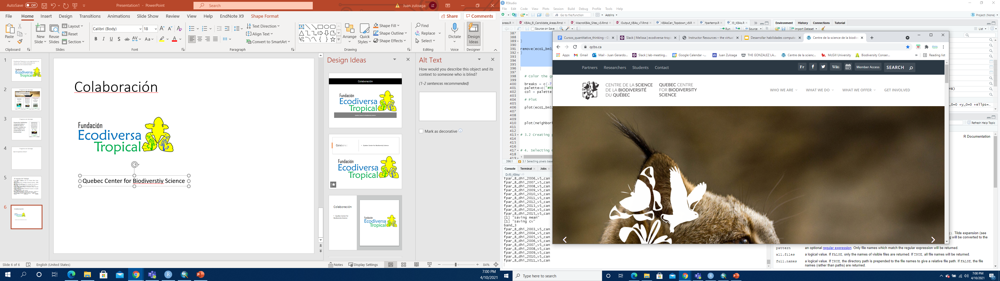 AutoSave Off
Presentation1 - PowerPoint
Search
Juan zuloaga
JZ
File Home Insert Design Transitions Animations Slide Show Review View Help EndNote X9 Shape Format
Share Comments
Paste
New Slide
Reuse Slides
Layout
Reset
Section
Calibri (Body) 18
Text Direction
Align Text
Convert to SmartArt
Arrange
Quick Styles
Shape Fill
Shape Outline
Shape Effects
Find
Replace
Select
Dictate
Design Ideas
Clipboard Slides Font Paragraph Drawing Editing Voice Designer
1
2
3
4
5
6
Colaboración
Fundación
Ecodiversa
Tropical
Quebec Center for Biodiverstiy Science
Design Ideas
Colaboración
Fundación
Ecodiversa
Tropical
Quebec Center for Biodiversity Science
Fundación
Ecodiversa
Tropical
Colaboración
• Quebec Center for Biodiversity Science
Fundación
Ecodiversa
Tropical
Alt Text
How would you describe this object and its
context to someone who is blind?
(1-2 sentences recommended)
Mark as decorative
Slide 6 of 6
English (United States)
Notes
Display Settings
84%
7:00 PM
4/10/2021
RStudio
File Edit Code View Plots Session Build Debug Profile Tools Help
Go to file/function
Addins
Project: (None)
areas.R KBAs_EI_Candidate_Areas.Rmd MacroKBAs_Sites_v3.Rmd Output_KBAs_v7.Rmd KBAsCan_Topdown_v9.R fpartemp.R EI_KBAs.R
Source on Save
Run
Source
Environment History Connections Tutorial
Import Dataset
List
387
388
389 }
390
391 remove(eco1_bm3_
392 }
393
394
395
396
397
398 # Color the gr
399
400 breaks = c(-7,
401 palette=c("#FF
402 col = palette
403
404 # Plot
405
406 plot(eco1_bm3_
407
408
409
410 plot(neighborh
411
412
413 # 3.2 Creating p
414
415
416
417 # 4. Selecting C
418
419
396:1
3.1 Selecting pixels base
Console Terminal Jobs
D:/EI_KBAs/
fpar_8_dhi_2006_v5_can
fpar_8_dhi_2007_v5_can
fpar_8_dhi_2008_v5_can
fpar_8_dhi_2009_v5_can
fpar_8_dhi_2010_v5_can
fpar_8_dhi_2011_v5_can
fpar_8_dhi_2012_v5_can
fpar_8_dhi_2013_v5_can
fpar_8_dhi_2014_v5_can
fpar_8_dhi_2015_v5_can
[1] "saving mean"
[1] "saving cv"
band_3
fpar_8_dhi_2003_v5_can
fpar_8_dhi_2004_v5_can
fpar_8_dhi_2005_v5_can
fpar_8_dhi_2006_v5_can
fpar_8_dhi_2007_v5_can
fpar_8_dhi_2008_v5_can
fpar_8_dhi_2009_v5_can
fpar_8_dhi_2010_v5_can
fpar_8_dhi_2011_v5_can
Cursos_quantitative_thinking - G
Slack | Melissa | ecodiversa-tropi
Instructor Resources – the virtual
Desarrollar habilidades computa
Centre de la science de la biodiv
qcbs.ca
Apps
Gmail
Mail - Juan Gerardo...
Slack | lab-meeting...
Google Calendar -...
Juan Zuloaga
THE GONZALEZ LA...
Centre de la scienc...
McGill University
Biodiversity Conser...
Reading list
Partners Researchers Students Contact
Fr
Wiki
Member Access
SEARCH
CENTRE DE LA SCIENCE
DE LA BIODIVERSITÉ
DU QUÉBEC
QUEBEC CENTRE
FOR BIODIVERSITY
SCIENCE
WHO WE ARE WHAT WE DO WHAT WE OFFER GET INVOLVED
MB)
_0=0 +y_0=0 +ellps=...
Refresh Help Topic
R Documentation
(). Tilde expansion (see
g will be converted to the
pattern an optional regular expression. Only file names which match the regular expression will be returned.
all.files a logical value. If FALSE, only the names of visible files are returned. If TRUE, all file names will be returned.
full.names a logical value. If TRUE, the directory path is prepended to the file names to give a relative file path. If FALSE, the file
names (rather than paths) are returned.
Type here to search
7:00 PM
4/10/2021